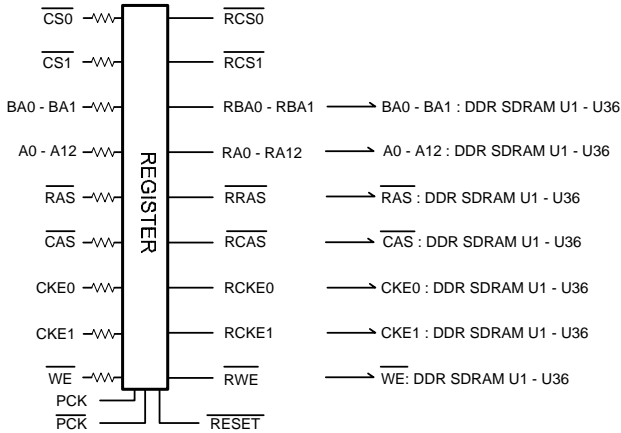 CS0 RCS0
CS1 RCS1
BA0 - BA1 RBA0 - RBA1 BA0 - BA1 : DDR SDRAM U1 - U36
A0 - A12 RA0 - RA12 A0 - A12 : DDR SDRAM U1 - U36
REGISTER
RAS RRAS RAS : DDR SDRAM U1 - U36
CAS RCAS CAS : DDR SDRAM U1 - U36
CKE0 RCKE0 CKE0 : DDR SDRAM U1 - U36
CKE1 RCKE1 CKE1 : DDR SDRAM U1 - U36
WE RWE WE: DDR SDRAM U1 - U36
PCK
PCK RESET